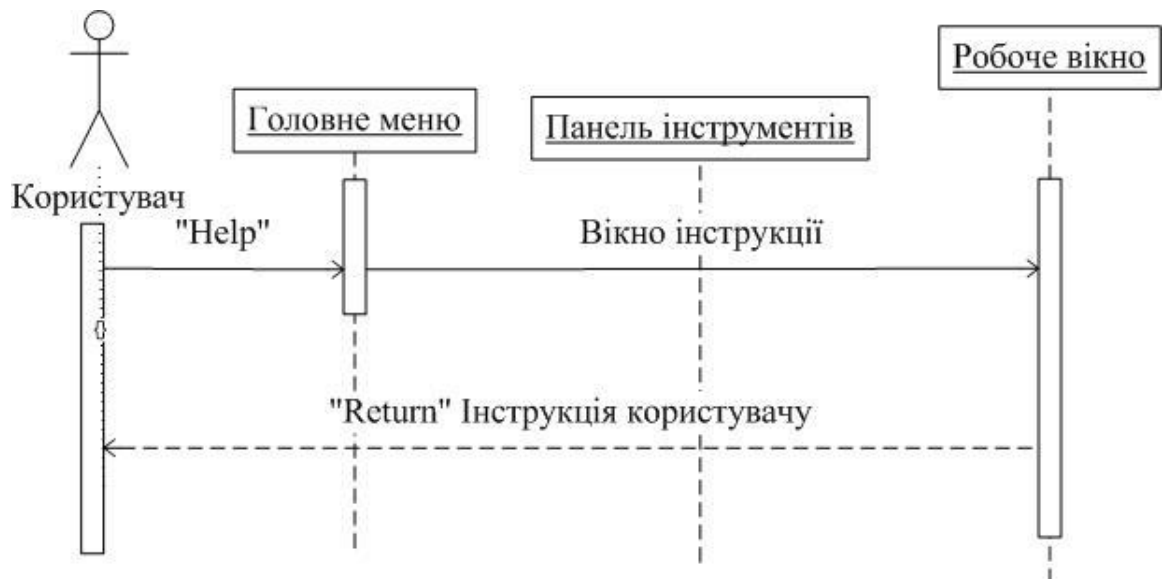 Робоче вікно
Головне меню
Панель інструментів
Користувач
"Help"
Вікно інструкції
"Return" Інструкція користувачу